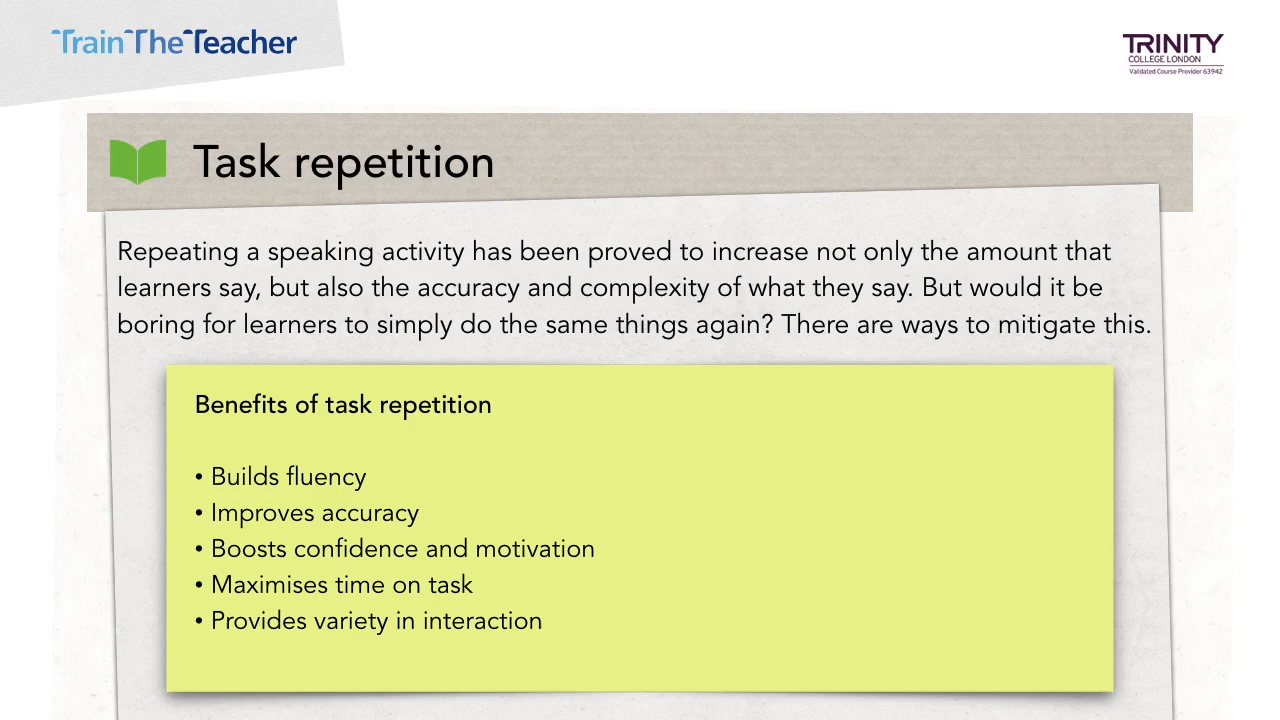 TrainTheTeacher
TRINITY
COLLEGE LONDON
Validated Course Provider 63942
Task repetition
Repeating a speaking activity has been proved to increase not only the amount that
learners say, but also the accuracy and complexity of what they say. But would it be
boring for learners to simply do the same things again? There are ways to mitigate this.
Benefits of task repetition
• Builds fluency
• Improves accuracy
• Boosts confidence and motivation
• Maximises time on task
• Provides variety in interaction